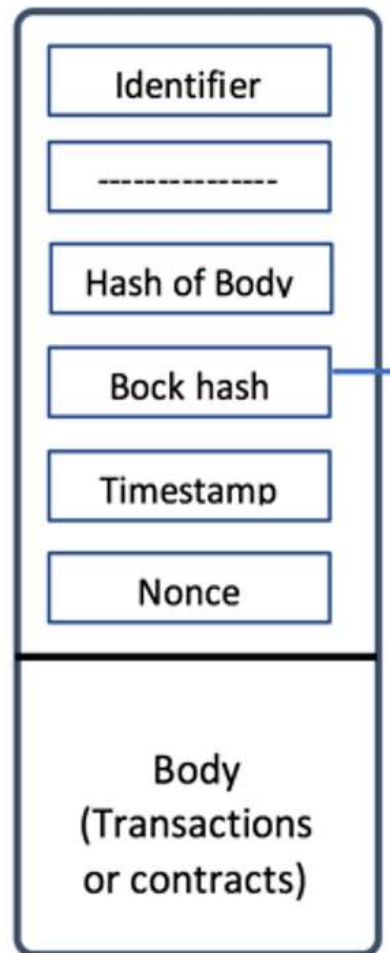 Identifier
---------------
Hash of Body
Bock hash
Timestamp
Nonce
Body
(Transactions
or contracts)